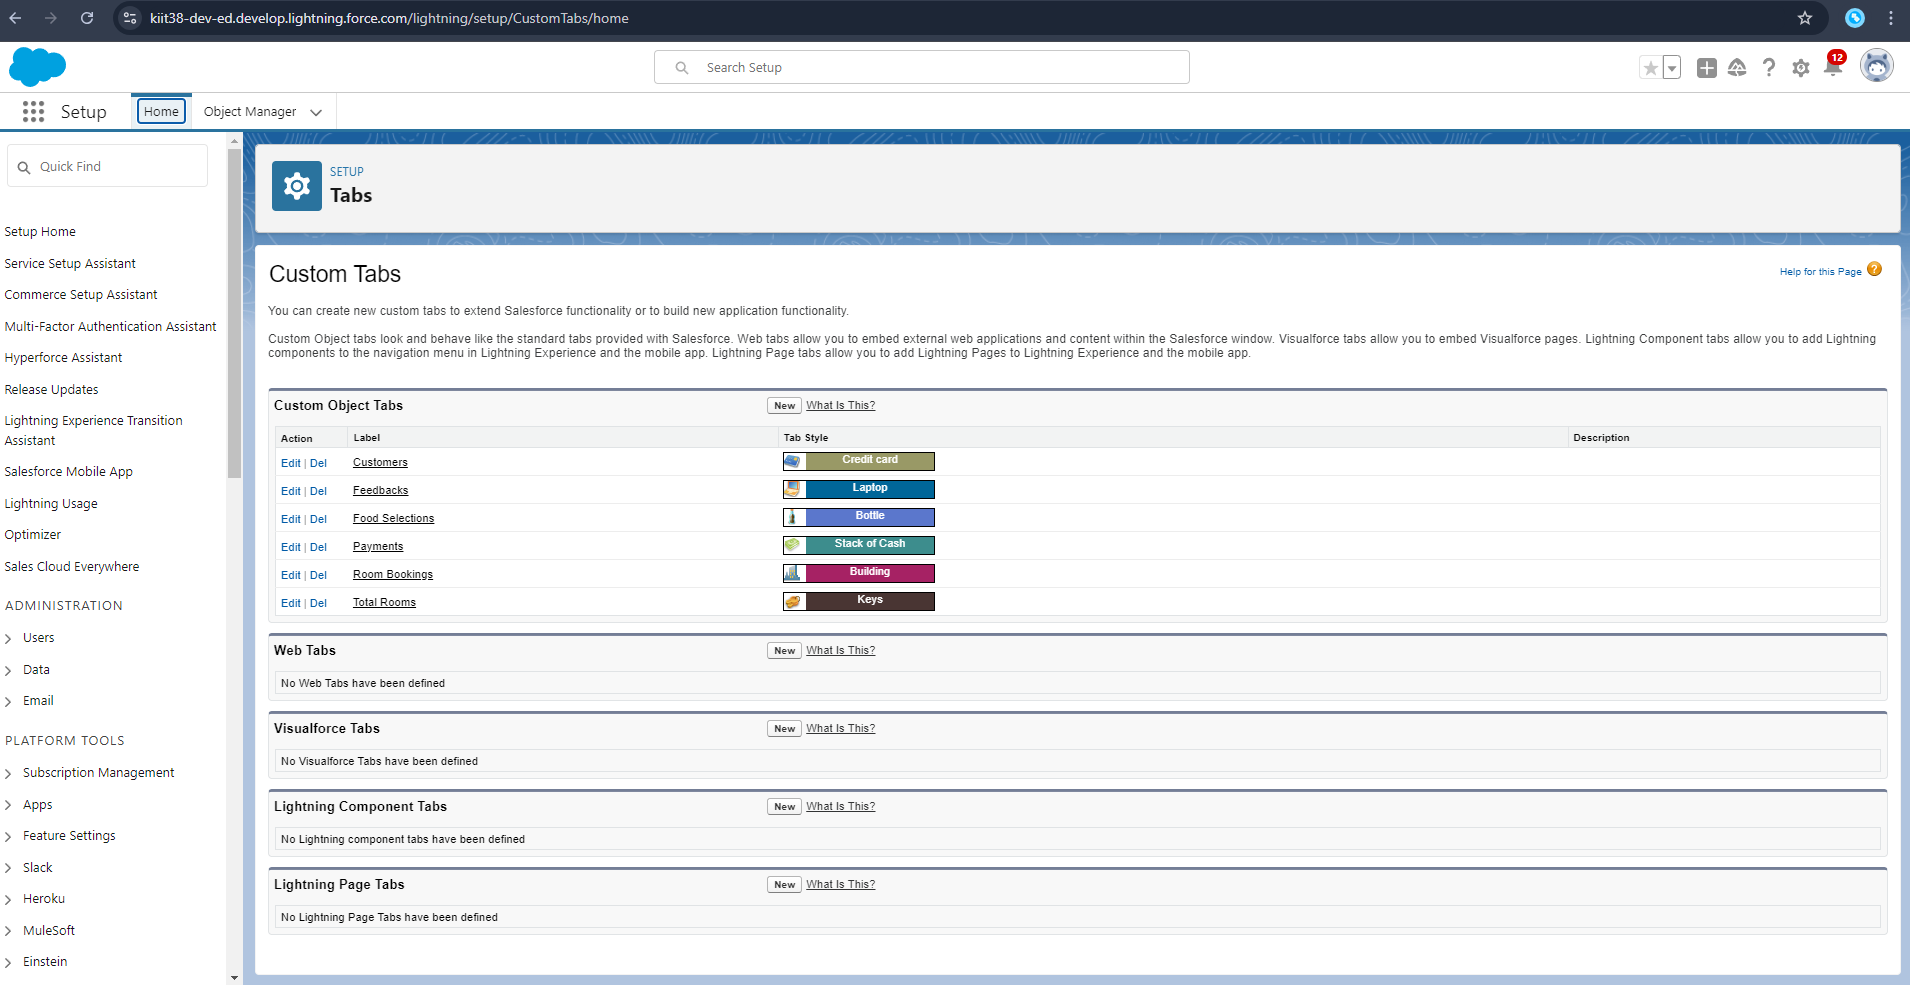 kiit38-dev-ed.develop.lightning.force.com/lightning/setup/CustomTabs/home
Search Setup
12
Setup
Home
Object Manager
Quick Find
Setup Home
Service Setup Assistant
Commerce Setup Assistant
Multi-Factor Authentication Assistant
Hyperforce Assistant
Release Updates
Lightning Experience Transition
Assistant
Salesforce Mobile App
Lightning Usage
Optimizer
Sales Cloud Everywhere
ADMINISTRATION
Users
Data
Email
PLATFORM TOOLS
Subscription Management
Apps
Feature Settings
Slack
Heroku
MuleSoft
Einstein
SETUP
Tabs
Custom Tabs
Help for this Page ?
You can create new custom tabs to extend Salesforce functionality or to build new application functionality.
Custom Object tabs look and behave like the standard tabs provided with Salesforce. Web tabs allow you to embed external web applications and content within the Salesforce window. Visualforce tabs allow you to embed Visualforce pages. Lightning Component tabs allow you to add Lightning
components to the navigation menu in Lightning Experience and the mobile app. Lightning Page tabs allow you to add Lightning Pages to Lightning Experience and the mobile app.
Custom Object Tabs New What Is This?
Action Label Tab Style Description
Edit | Del Customers Credit card
Edit | Del Feedbacks Laptop
Edit | Del Food Selections Bottle
Edit | Del Payments Stack of Cash
Edit | Del Room Bookings Building
Edit | Del Total Rooms Keys
Web Tabs New What Is This?
No Web Tabs have been defined
Visualforce Tabs New What Is This?
No Visualforce Tabs have been defined
Lightning Component Tabs New What Is This?
No Lightning component tabs have been defined
Lightning Page Tabs New What Is This?
No Lightning Page Tabs have been defined